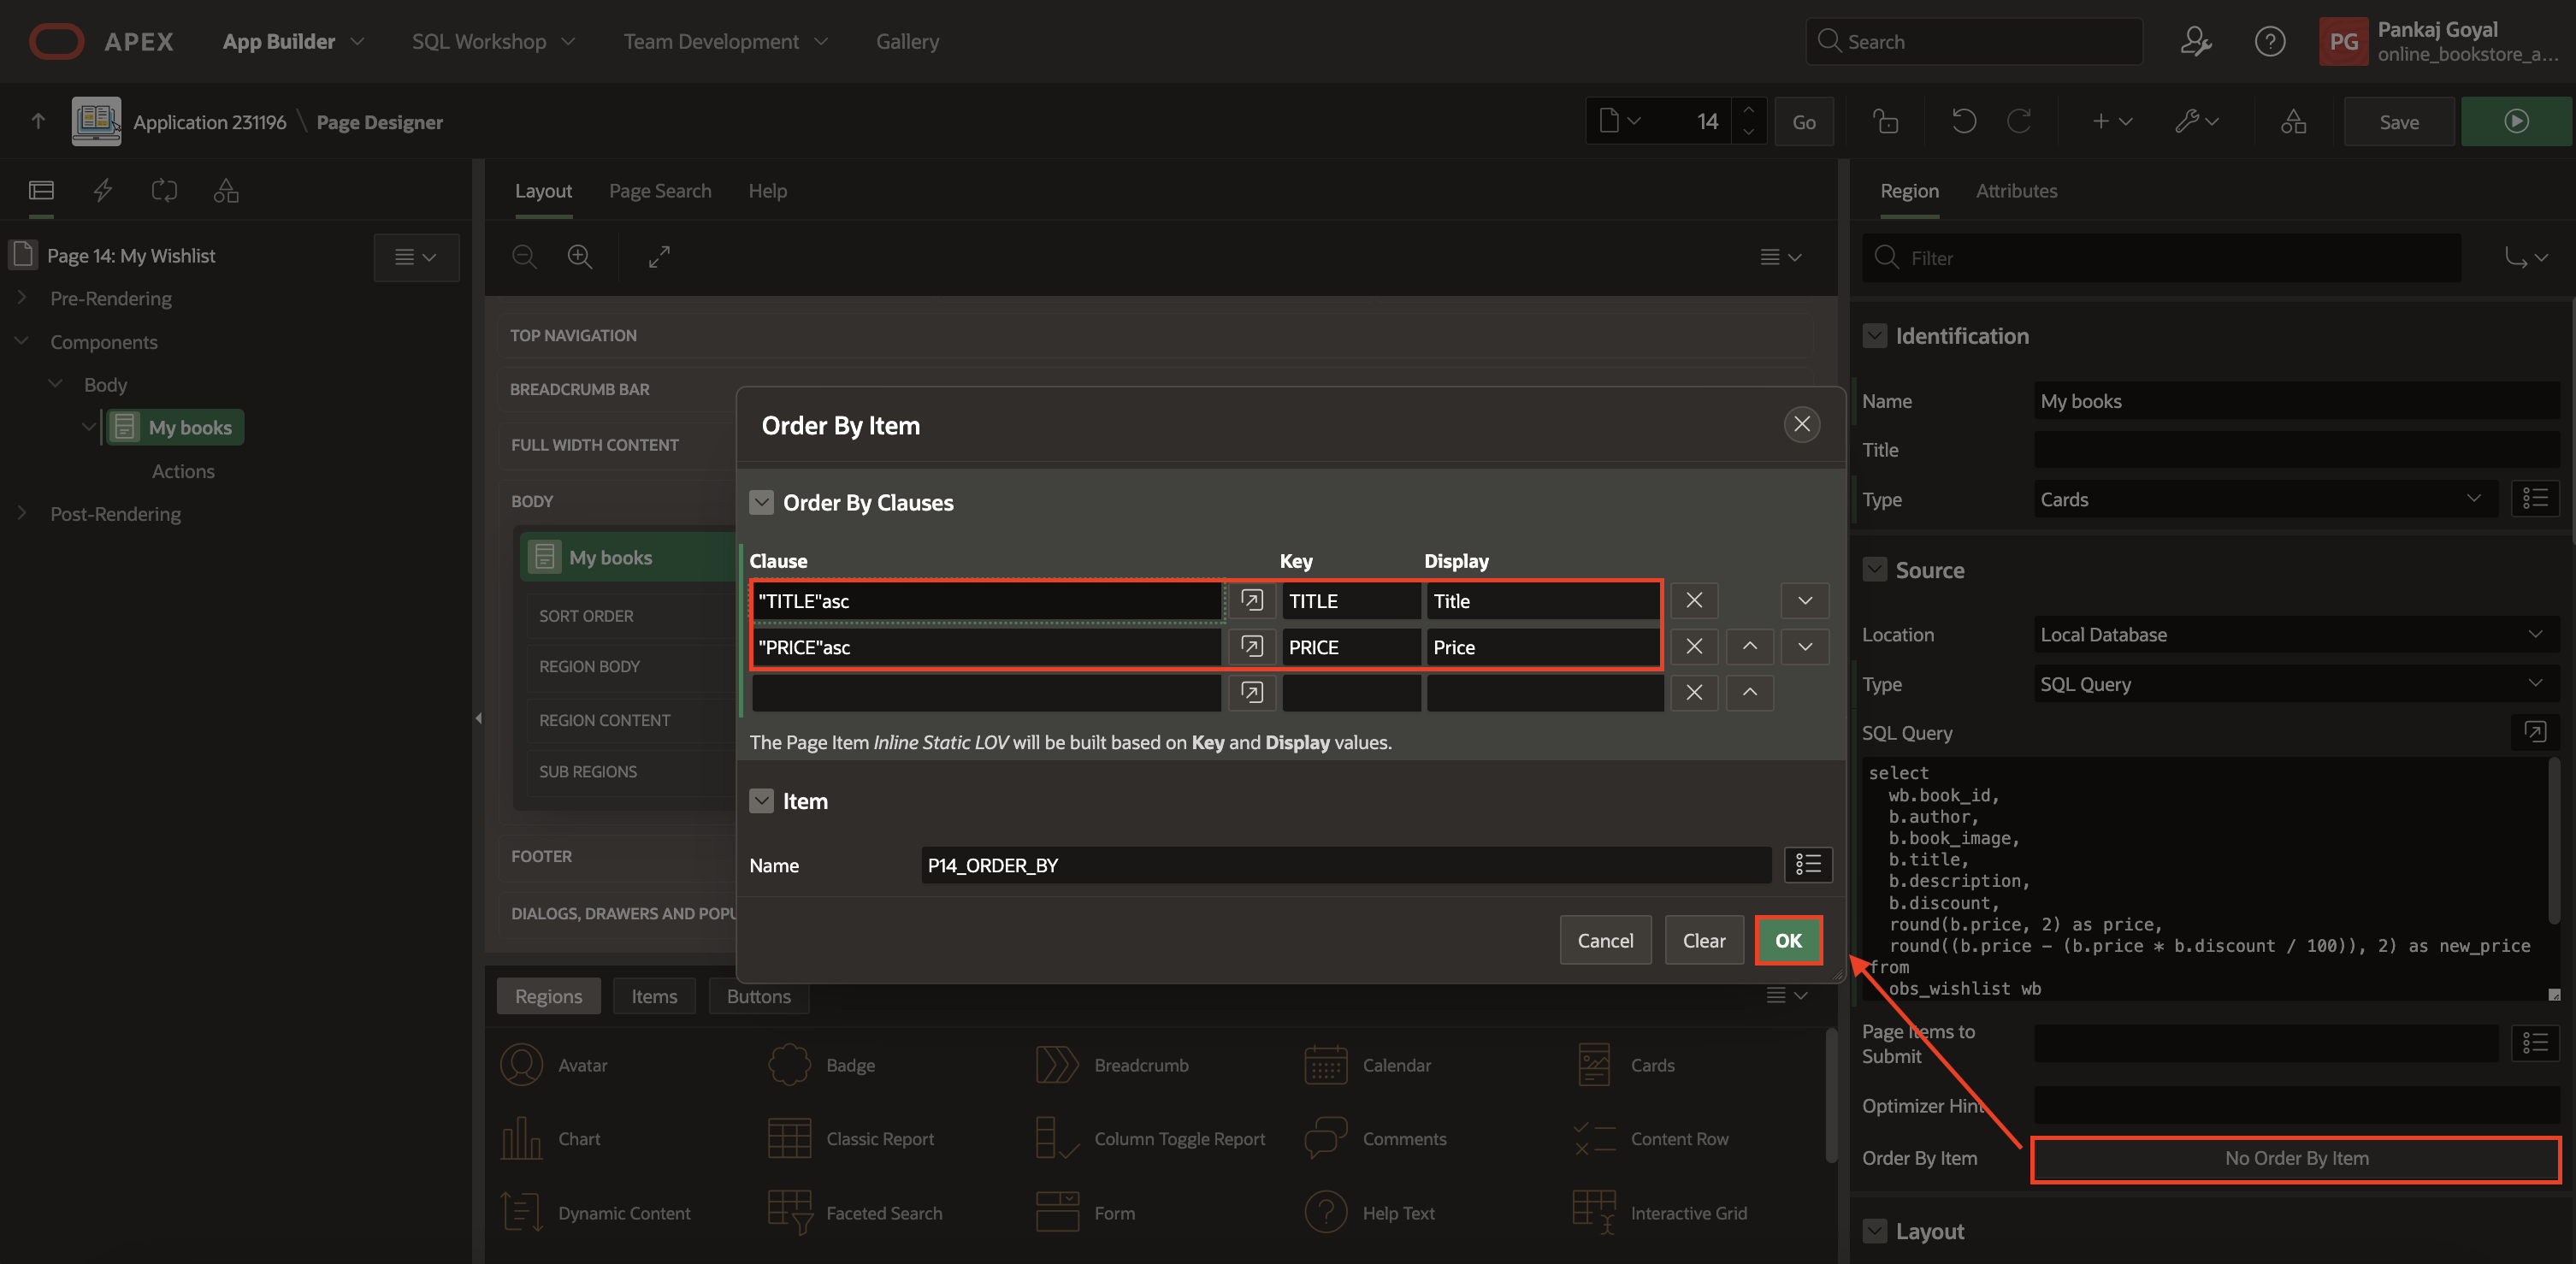 APEX App Builder SQL Workshop Team Development Gallery Search PG Pankaj Goyal
online_bookstore_a...
Application 231196 \ Page Designer 14 Go Save
Layout Page Search Help
Region Attributes
Page 14: My Wishlist
Pre-Rendering
Components
Body
My books
Actions
Post-Rendering
TOP NAVIGATION
BREADCRUMB BAR
FULL WIDTH CONTENT
BODY
My books
SORT ORDER
REGION BODY
REGION CONTENT
SUB REGIONS
FOOTER
DIALOGS, DRAWERS AND POPU
Order By Item
Order By Clauses
Clause Key Display
"TITLE"asc TITLE Title
"PRICE"asc PRICE Price
The Page Item Inline Static LOV will be built based on Key and Display values.
Item
Name P14_ORDER_BY
Cancel Clear OK
Regions Items Buttons
Avatar Badge Breadcrumb Calendar Cards
Chart Classic Report Column Toggle Report Comments Content Row
Dynamic Content Faceted Search Form Help Text Interactive Grid
Filter
Identification
Name My books
Title
Type Cards
Source
Location Local Database
Type SQL Query
SQL Query
select
wb.book_id,
b.author,
b.book_image,
b.title,
b.description,
b.discount,
round(b.price, 2) as price,
round((b.price - (b.price * b.discount / 100)), 2) as new_price
from
obs_wishlist wb
Page Items to
Submit
Optimizer Hint
Order By Item No Order By Item
Layout